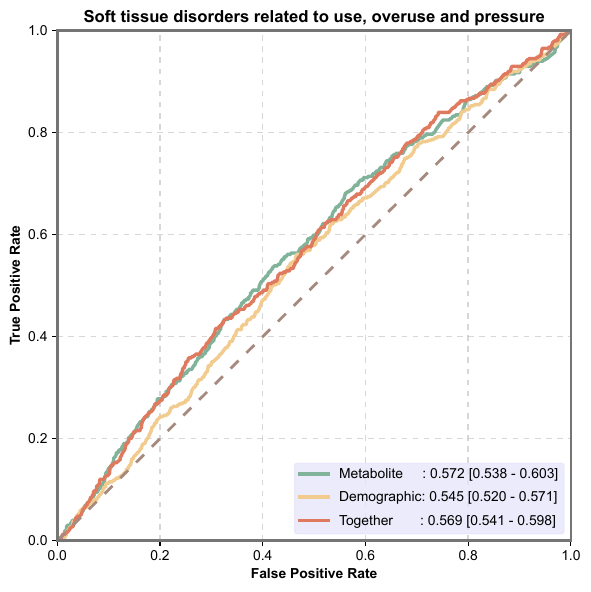 Soft tissue disorders related to use, overuse and pressure
1.0
0.8
0.6
0.4
0.2
0.0
True Positive Rate
Metabolite : 0.572 [0.538 - 0.603]
Demographic: 0.545 [0.520 - 0.571]
Together : 0.569 [0.541 - 0.598]
0.0 0.2 0.4 0.6 0.8 1.0
False Positive Rate